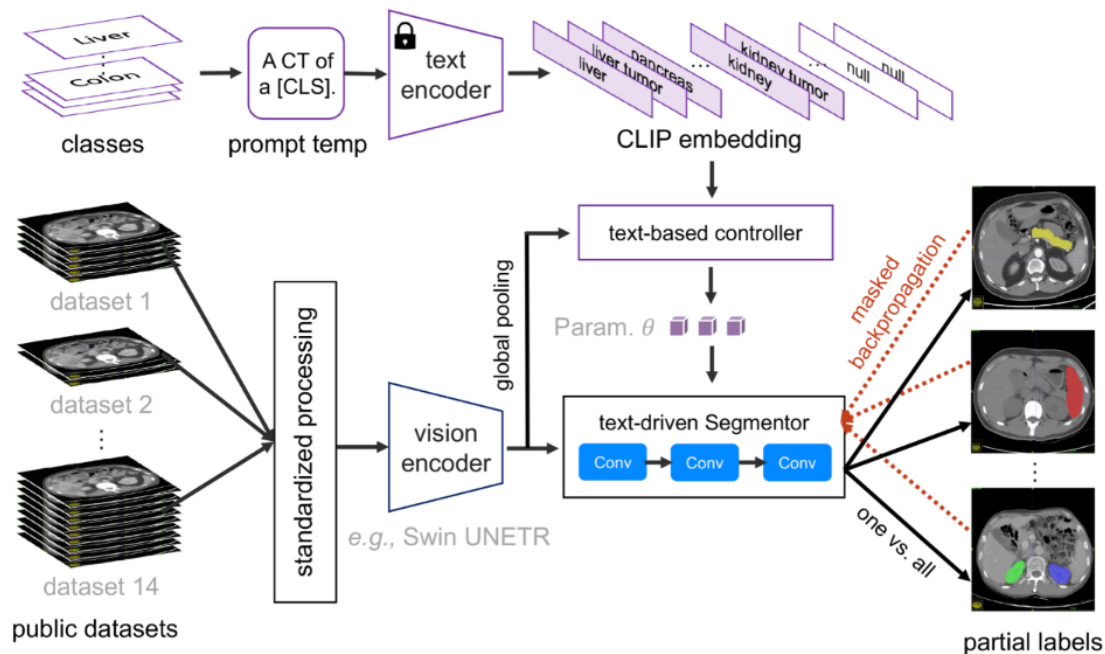 Liver
Colon
classes
A CT of
a [CLS].
prompt temp
text
encoder
liver
liver tumor
pancreas
...
kidney
kidney tumor
...
null
null
CLIP embedding
text-based controller
global pooling
Param. θ
dataset 1
dataset 2
dataset 14
public datasets
standardized processing
vision
encoder
e.g., Swin UNETR
text-driven Segmentor
Conv
Conv
Conv
masked
backpropagation
one vs. all
partial labels